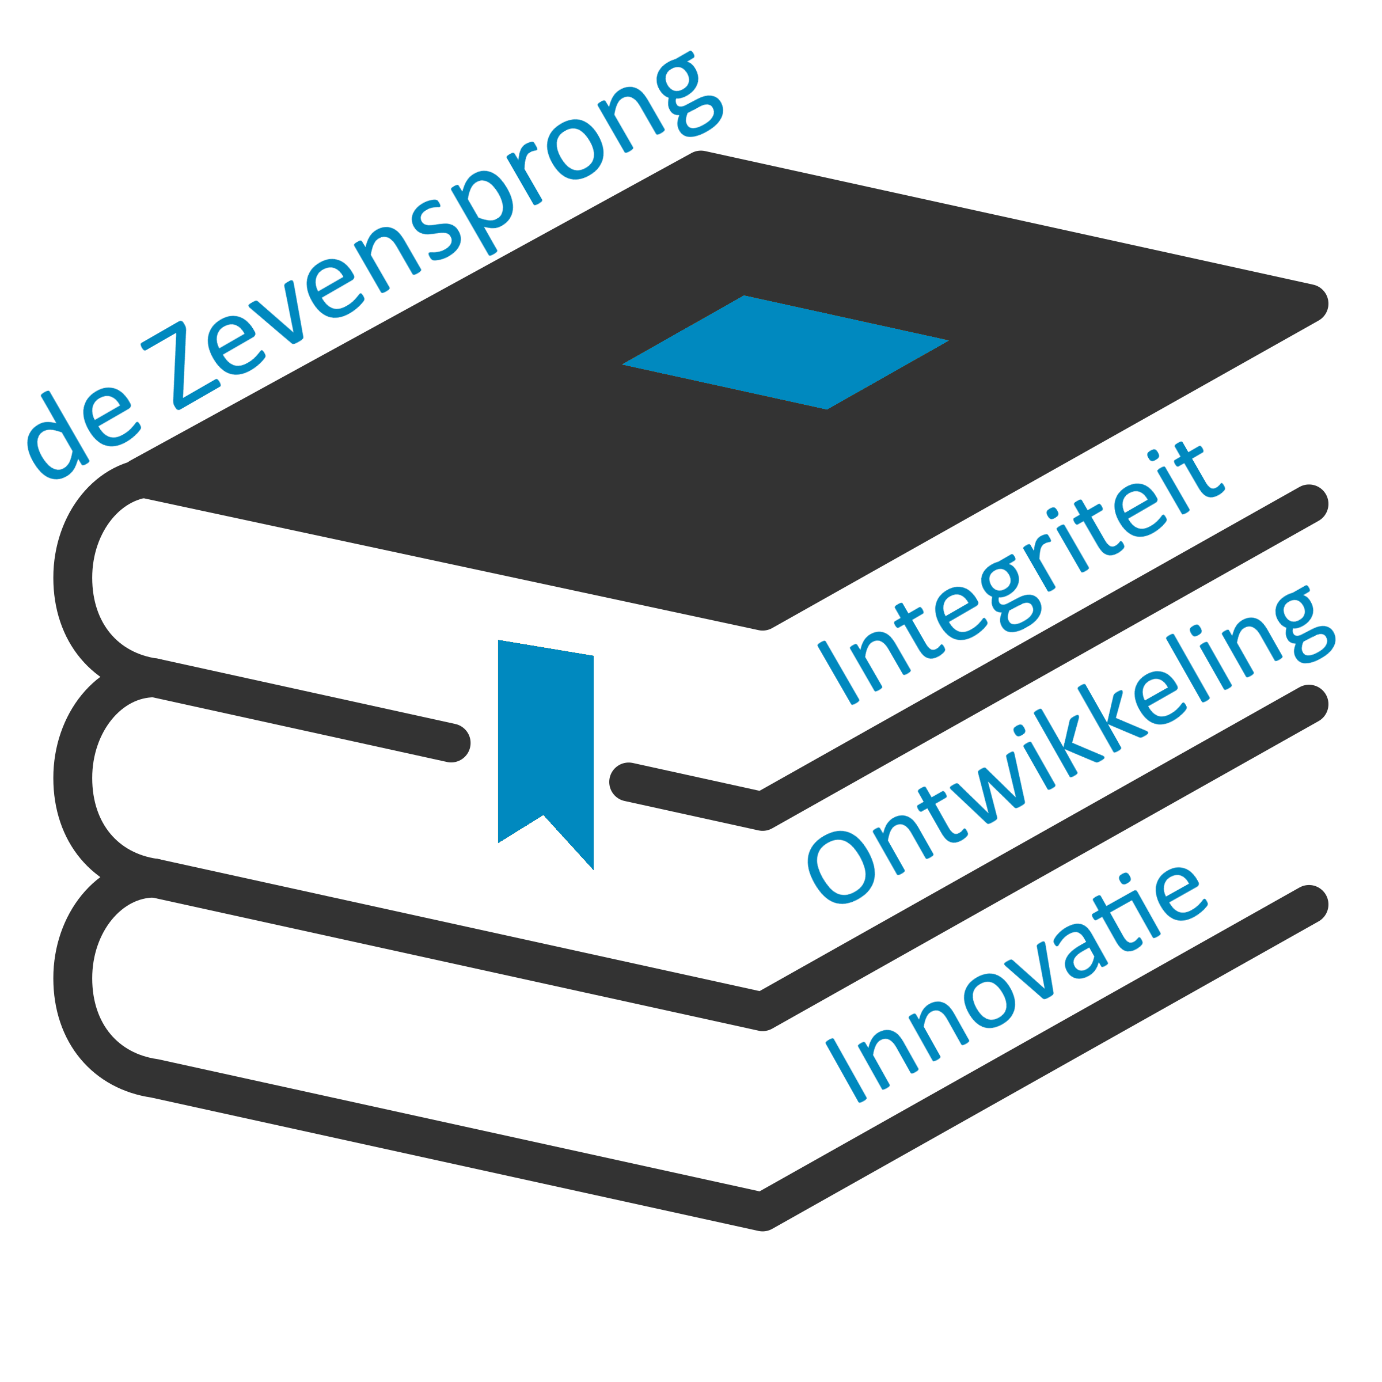 de Zevensprong
Integriteit
Ontwikkeling
Innovatie